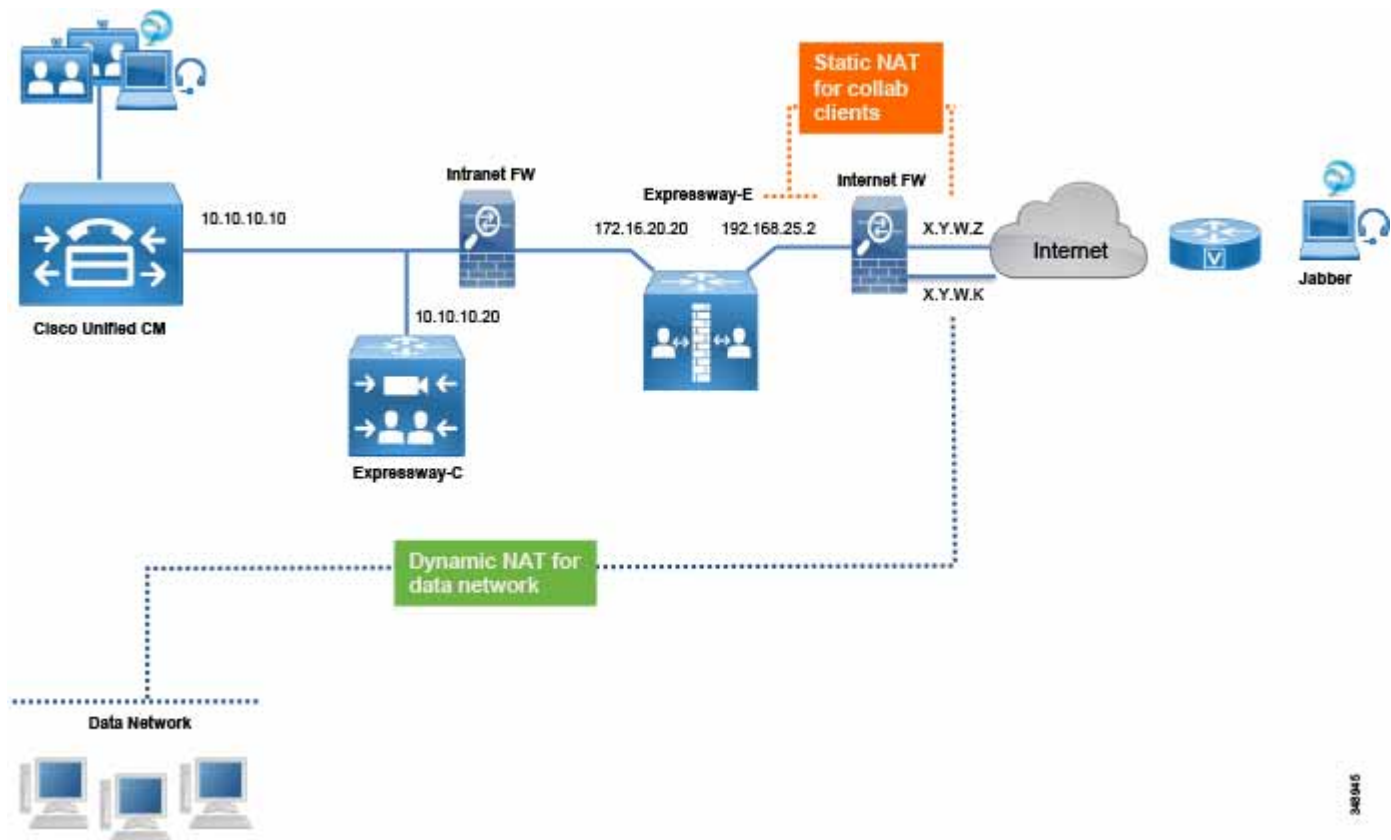 Static NAT
for collab
clients
Intranet FW
Expressway-E
Internet FW
10.10.10.10
172.16.20.20
192.168.25.2
X.Y.W.Z
Internet
V
Jabber
X.Y.W.K
Cisco Unified CM
10.10.10.20
Expressway-C
Dynamic NAT for
data network
Data Network
348945